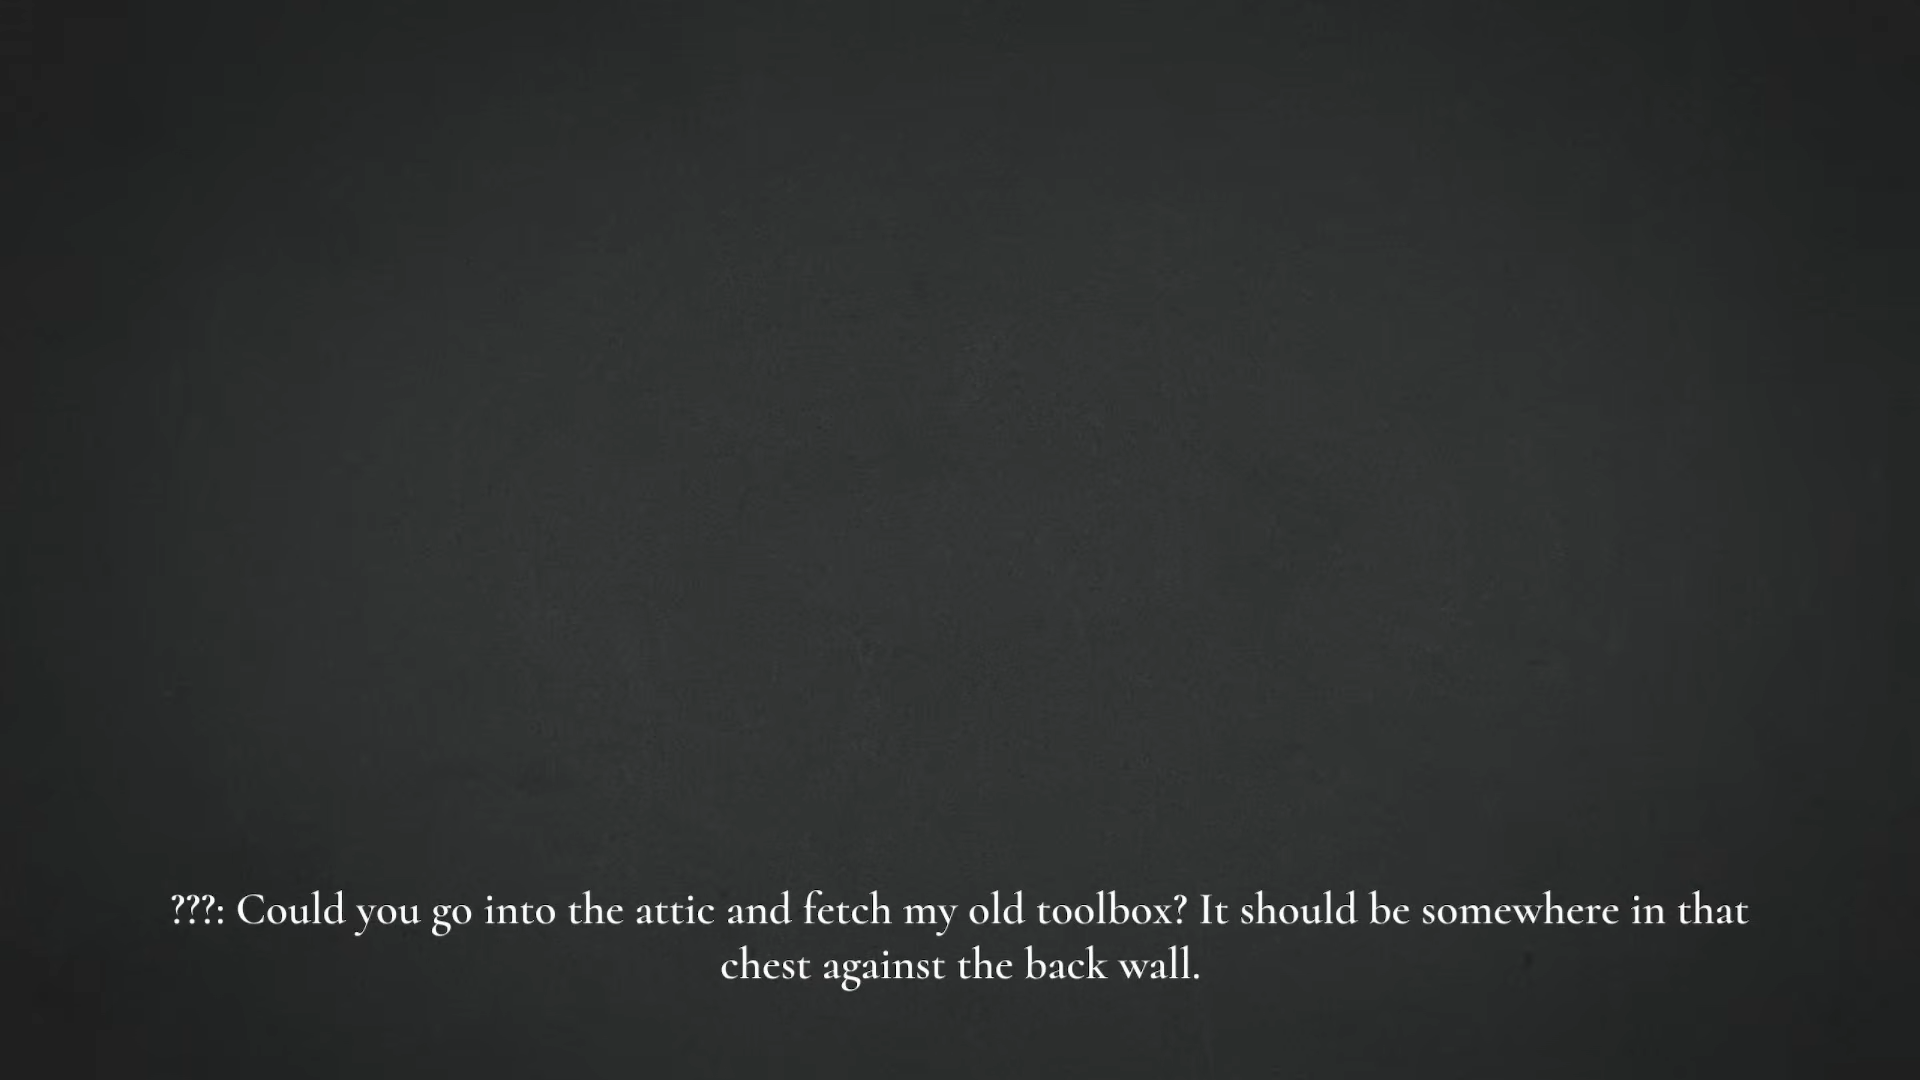 ???: Could you go into the attic and fetch my old toolbox? It should be somewhere in that
chest against the back wall.